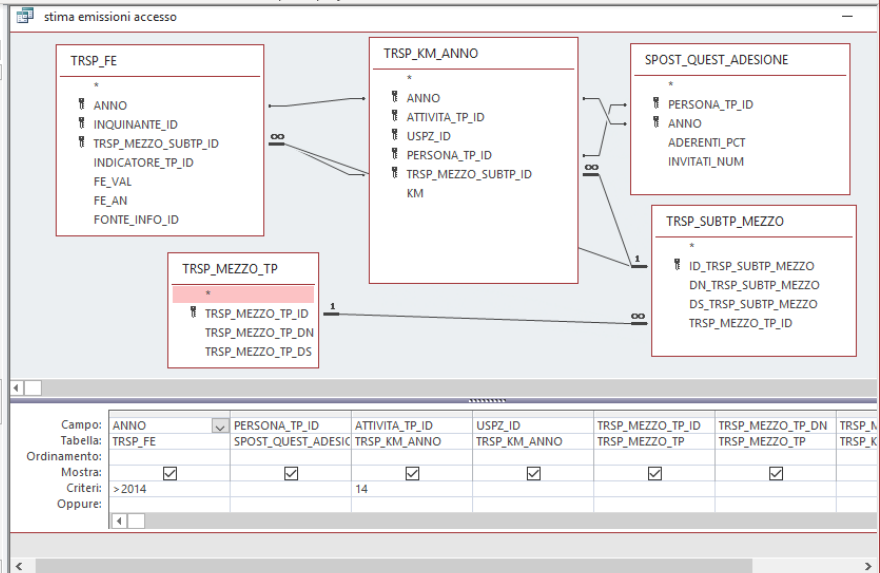 stima emissioni accesso
TRSP_FE
*
ANNO
INQUINANTE_ID
TRSP_MEZZO_SUBTP_ID
INDICATORE_TP_ID
FE_VAL
FE_AN
FONTE_INFO_ID
TRSP_KM_ANNO
*
ANNO
ATTIVITA_TP_ID
USPZ_ID
PERSONA_TP_ID
TRSP_MEZZO_SUBTP_ID
KM
SPOST_QUEST_ADESIONE
*
PERSONA_TP_ID
ANNO
ADERENTI_PCT
INVITATI_NUM
TRSP_MEZZO_TP
*
TRSP_MEZZO_TP_ID
TRSP_MEZZO_TP_DN
TRSP_MEZZO_TP_DS
TRSP_SUBTP_MEZZO
*
ID_TRSP_SUBTP_MEZZO
DN_TRSP_SUBTP_MEZZO
DS_TRSP_SUBTP_MEZZO
TRSP_MEZZO_TP_ID
∞
∞
1
1
∞
Campo: ANNO PERSONA_TP_ID ATTIVITA_TP_ID USPZ_ID TRSP_MEZZO_TP_ID TRSP_MEZZO_TP_DN
Tabella: TRSP_FE SPOST_QUEST_ADESIC TRSP_KM_ANNO TRSP_KM_ANNO TRSP_MEZZO_TP TRSP_MEZZO_TP
Ordinamento:
Mostra:
Criteri: >2014 14
Oppure: